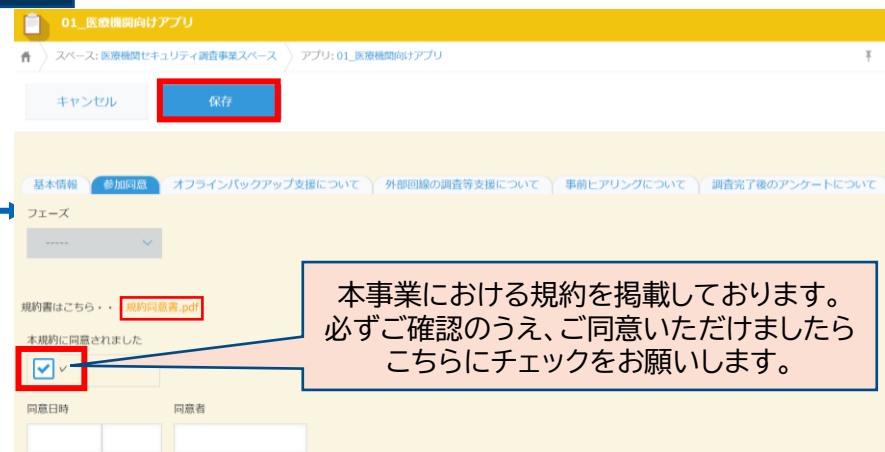 01_医療機関向けアプリ
スペース: 医療機関セキュリティ調査事業スペース
アプリ: 01_医療機関向けアプリ
キャンセル
保存
基本情報
参加同意
オフラインバックアップ支援について
外部回線の調査等支援について
事前ヒアリングについて
調査完了後のアンケートについて
フェーズ
-----
規約書はこちら・・
規約同意書.pdf
本規約に同意されました
本事業における規約を掲載しております。
必ずご確認のうえ、ご同意いただけましたら
こちらにチェックをお願いします。
同意日時
同意者